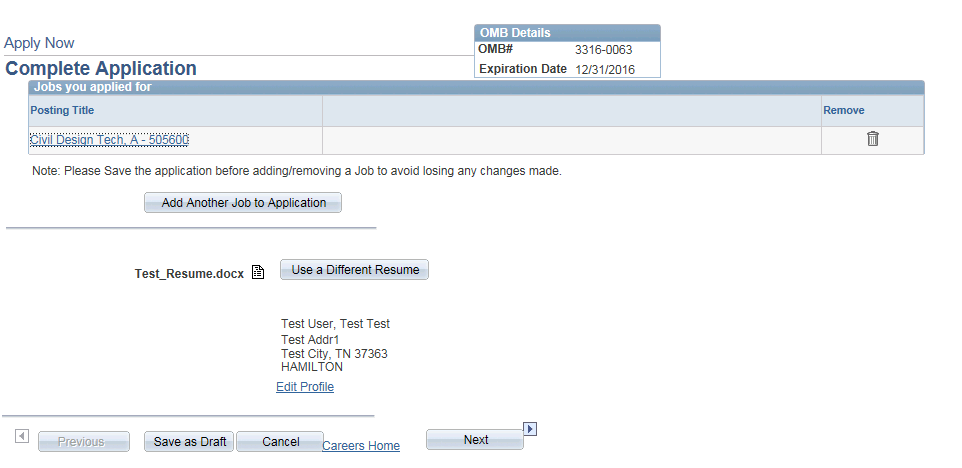 OMB Details
Apply Now
OMB# 3316-0063
Complete Application
Expiration Date 12/31/2016
Jobs you applied for
Posting Title Remove
Civil Design Tech, A - 505600
Note: Please Save the application before adding/removing a Job to avoid losing any changes made.
Add Another Job to Application
Test_Resume.docx Use a Different Resume
Test User, Test Test
Test Addr1
Test City, TN 37363
HAMILTON
Edit Profile
Previous Save as Draft Cancel Careers Home Next